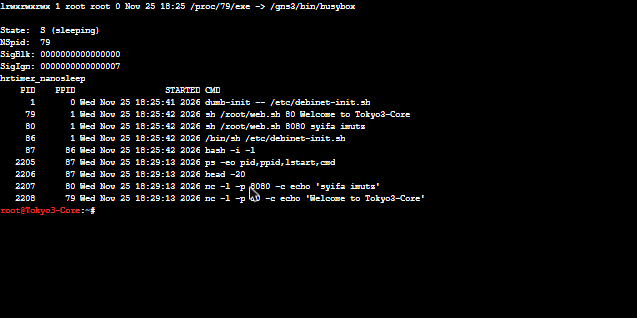 lrwxrwxrwx 1 root root 0 Nov 25 18:25 /proc/79/exe -> /gns3/bin/busybox
State:  S (sleeping)
NSpid:  79
SigBlk: 0000000000000000
SigIgn: 0000000000000007
hrtimer_nanosleep
PID    PPID                  STARTED CMD
1       0 Wed Nov 25 18:25:41 2026 dumb-init -- /etc/debinet-init.sh
79       1 Wed Nov 25 18:25:42 2026 sh /root/web.sh 80 Welcome to Tokyo3-Core
80       1 Wed Nov 25 18:25:42 2026 sh /root/web.sh 8080 syifa imutz
86       1 Wed Nov 25 18:25:42 2026 /bin/sh /etc/debinet-init.sh
87      86 Wed Nov 25 18:25:42 2026 bash -i -l
2205      87 Wed Nov 25 18:29:13 2026 ps -eo pid,ppid,lstart,cmd
2206      87 Wed Nov 25 18:29:13 2026 head -20
2207      80 Wed Nov 25 18:29:13 2026 nc -l -p 8080 -c echo 'syifa imutz'
2208      79 Wed Nov 25 18:29:13 2026 nc -l -p 80 -c echo 'Welcome to Tokyo3-Core'
root@Tokyo3-Core:~#